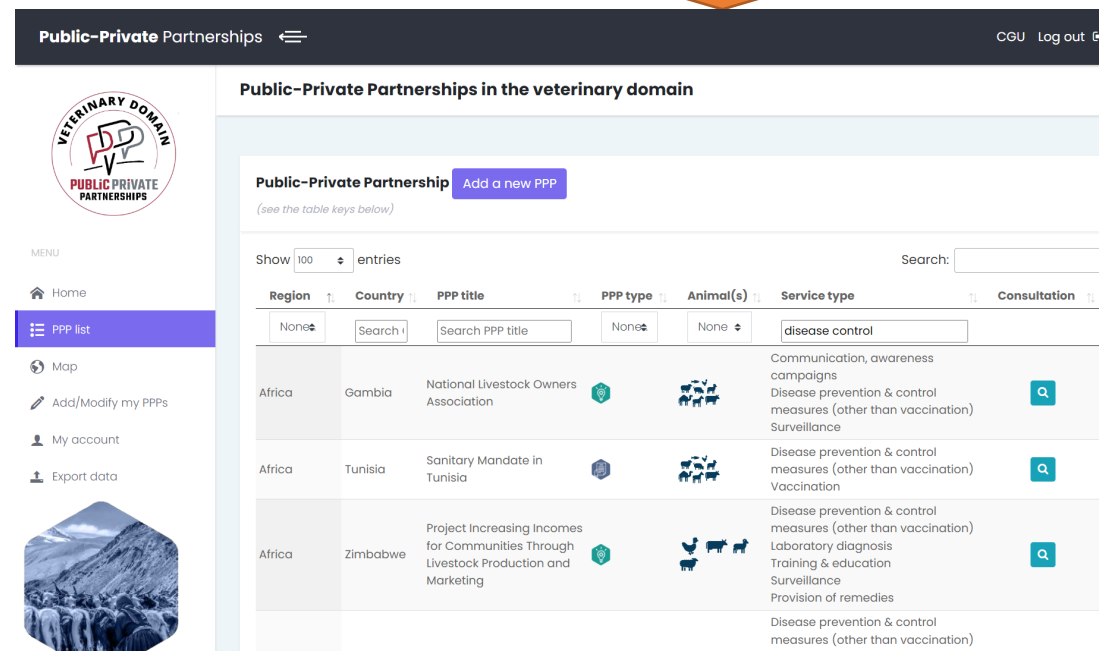 Public-Private Partnerships
CGU Log out
VETERINARY DOMAIN
PPP
V
PUBLIC PRIVATE
PARTNERSHIPS
Public-Private Partnerships in the veterinary domain
Public-Private Partnership Add a new PPP
(see the table keys below)
MENU
Home
PPP list
Map
Add/Modify my PPPs
My account
Export data
Show 100 entries
Search:
Region Country PPP title PPP type Animal(s) Service type Consultation
None Search Search PPP title None None disease control
Communication, awareness
campaigns
Africa Gambia National Livestock Owners
Association
Disease prevention & control
measures (other than vaccination)
Surveillance
Africa Tunisia Sanitary Mandate in
Tunisia
Disease prevention & control
measures (other than vaccination)
Vaccination
Africa Zimbabwe Project Increasing Incomes
for Communities Through
Livestock Production and
Marketing
Disease prevention & control
measures (other than vaccination)
Laboratory diagnosis
Training & education
Surveillance
Provision of remedies
Disease prevention & control
measures (other than vaccination)